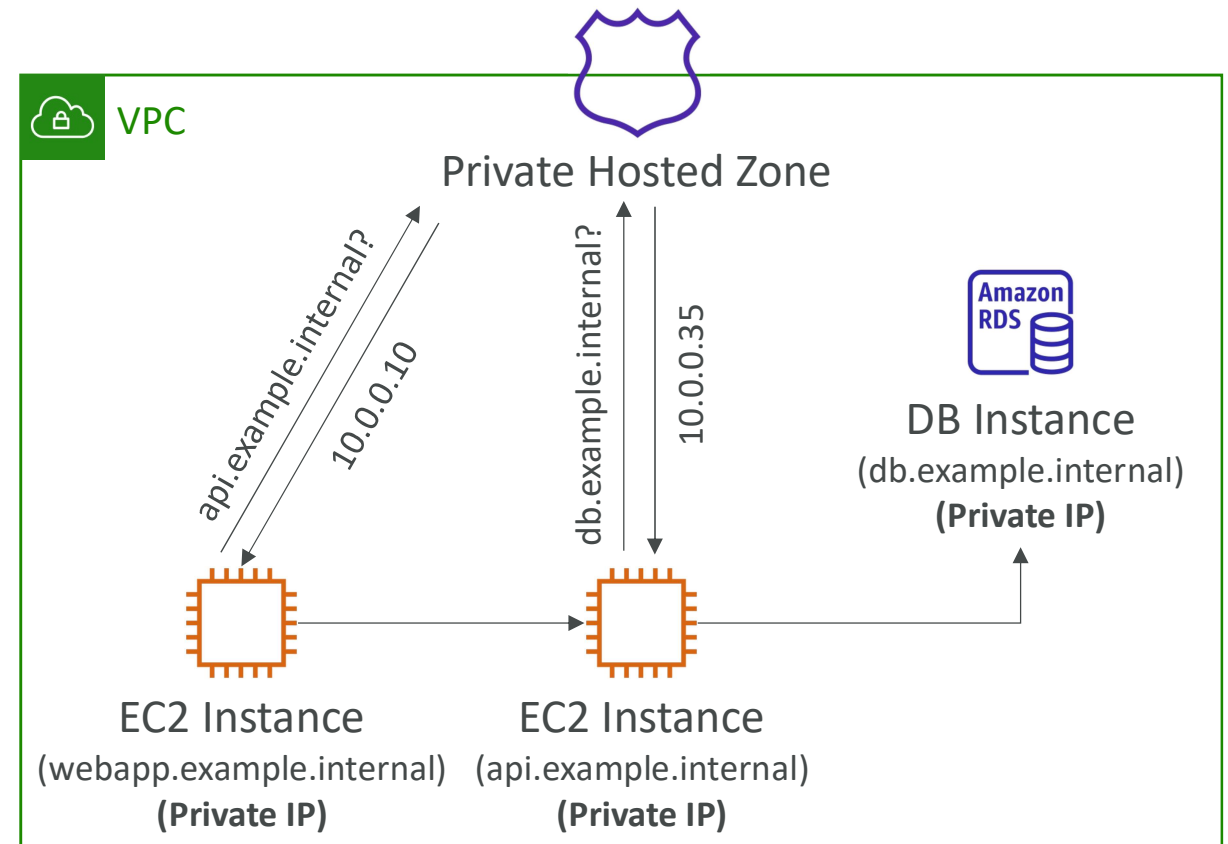 VPC
Private Hosted Zone
api.example.internal?
10.0.0.10
db.example.internal?
10.0.0.35
Amazon
RDS
DB Instance
(db.example.internal)
(Private IP)
EC2 Instance
(webapp.example.internal)
(Private IP)
EC2 Instance
(api.example.internal)
(Private IP)